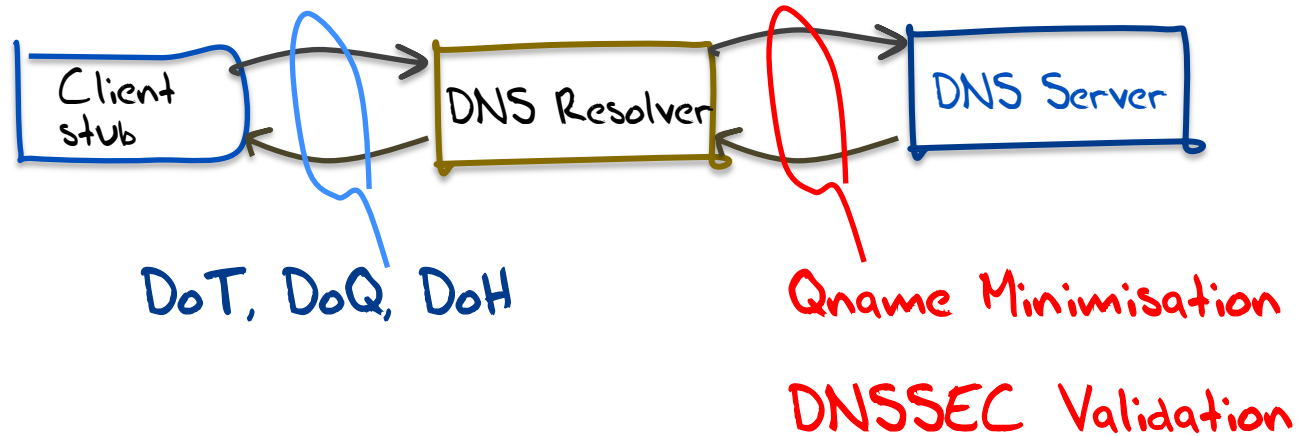 Client
stub
DNS Resolver
DNS Server
DoT, DoQ, DoH
Qname Minimisation
DNSSEC Validation